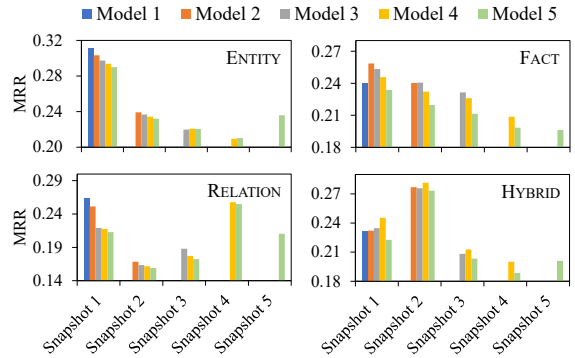 Model 1 Model 2 Model 3 Model 4 Model 5
MRR
0.32
0.28
0.24
0.20
ENTITY
0.27
0.24
0.21
0.18
FACT
MRR
0.29
0.24
0.19
0.14
RELATION
0.27
0.24
0.21
0.18
HYBRID
Snapshot 1
Snapshot 2
Snapshot 3
Snapshot 4
Snapshot 5
Snapshot 1
Snapshot 2
Snapshot 3
Snapshot 4
Snapshot 5